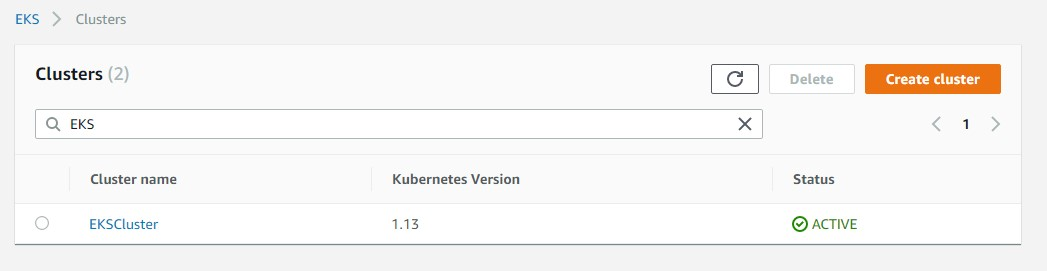 EKS > Clusters
Clusters (2)
Delete
Create cluster
EKS
1
Cluster name Kubernetes Version Status
EKSCluster 1.13 ACTIVE